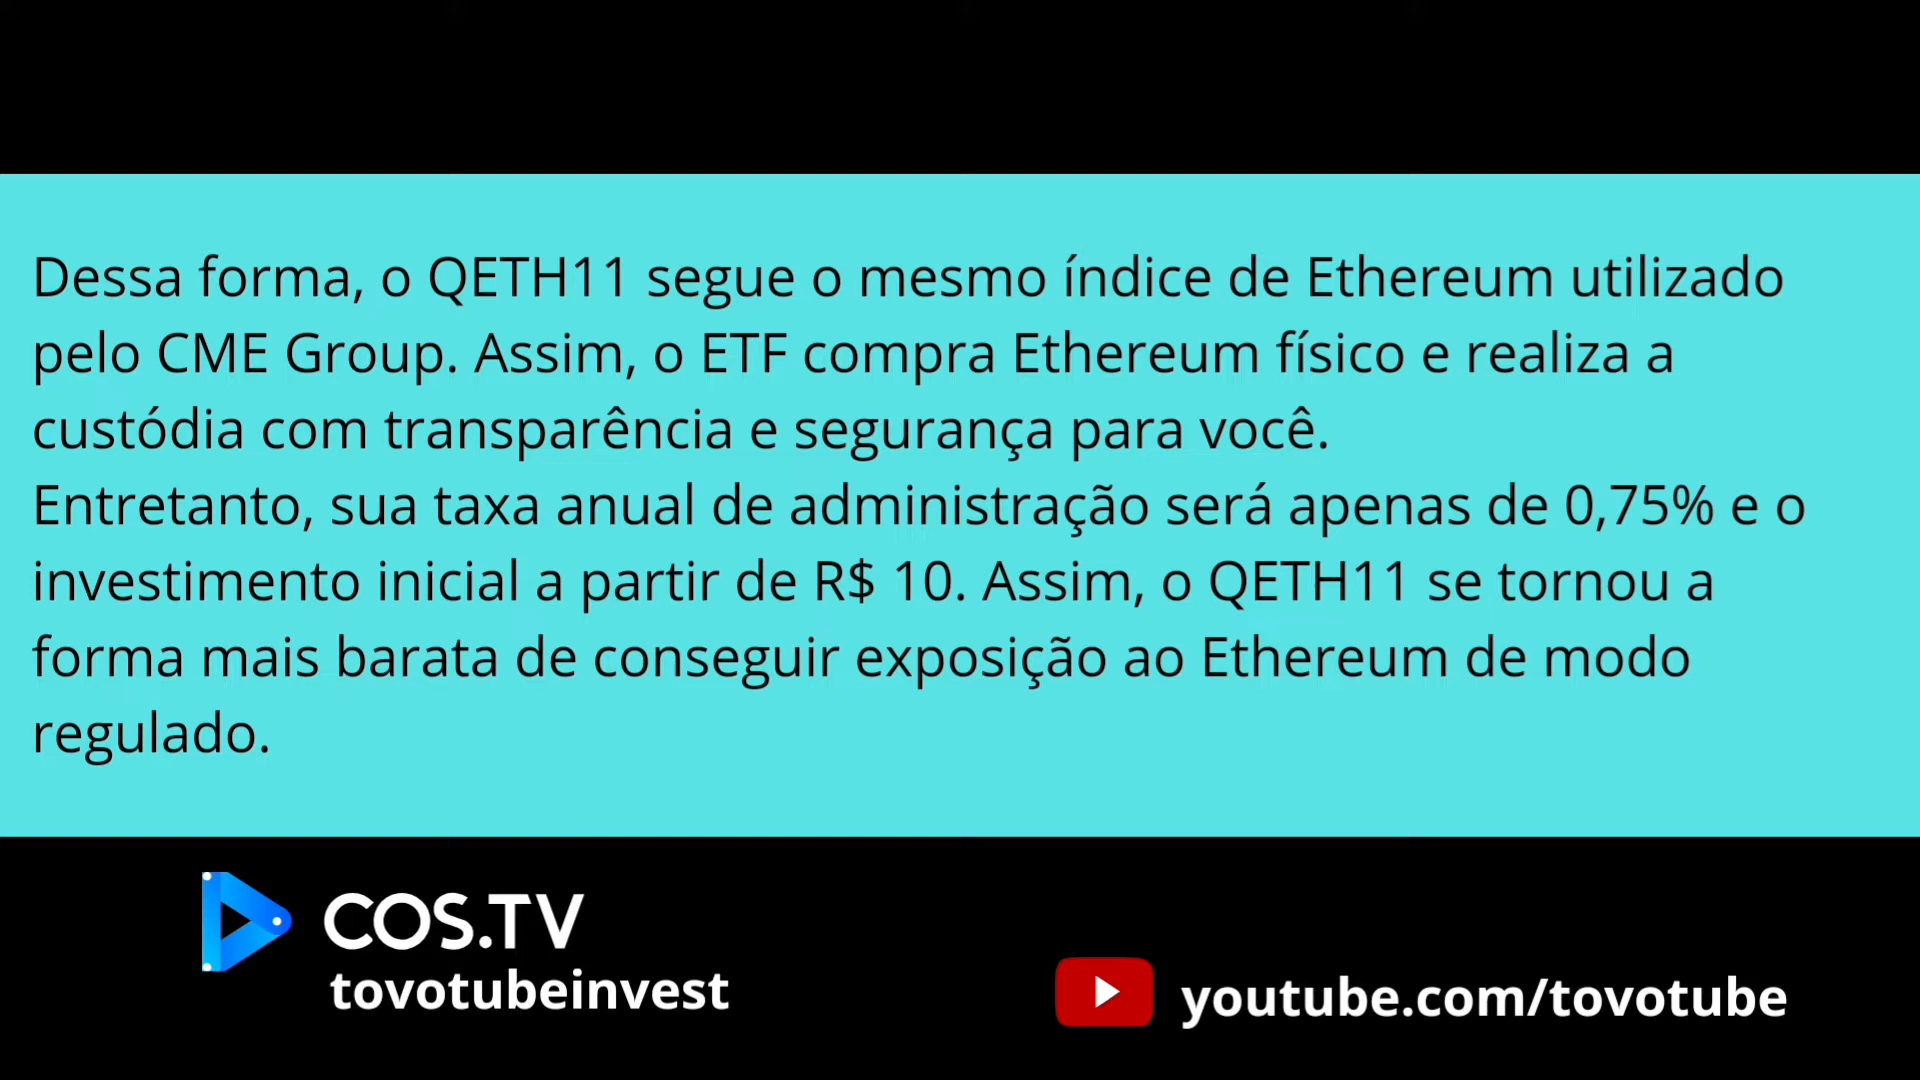 Dessa forma, o QETH11 segue o mesmo índice de Ethereum utilizado
pelo CME Group. Assim, o ETF compra Ethereum físico e realiza a
custódia com transparência e segurança para você.
Entretanto, sua taxa anual de administração será apenas de 0,75% e o
investimento inicial a partir de R$ 10. Assim, o QETH11 se tornou a
forma mais barata de conseguir exposição ao Ethereum de modo
regulado.
COS.TV
tovotubeinvest
youtube.com/tovotube